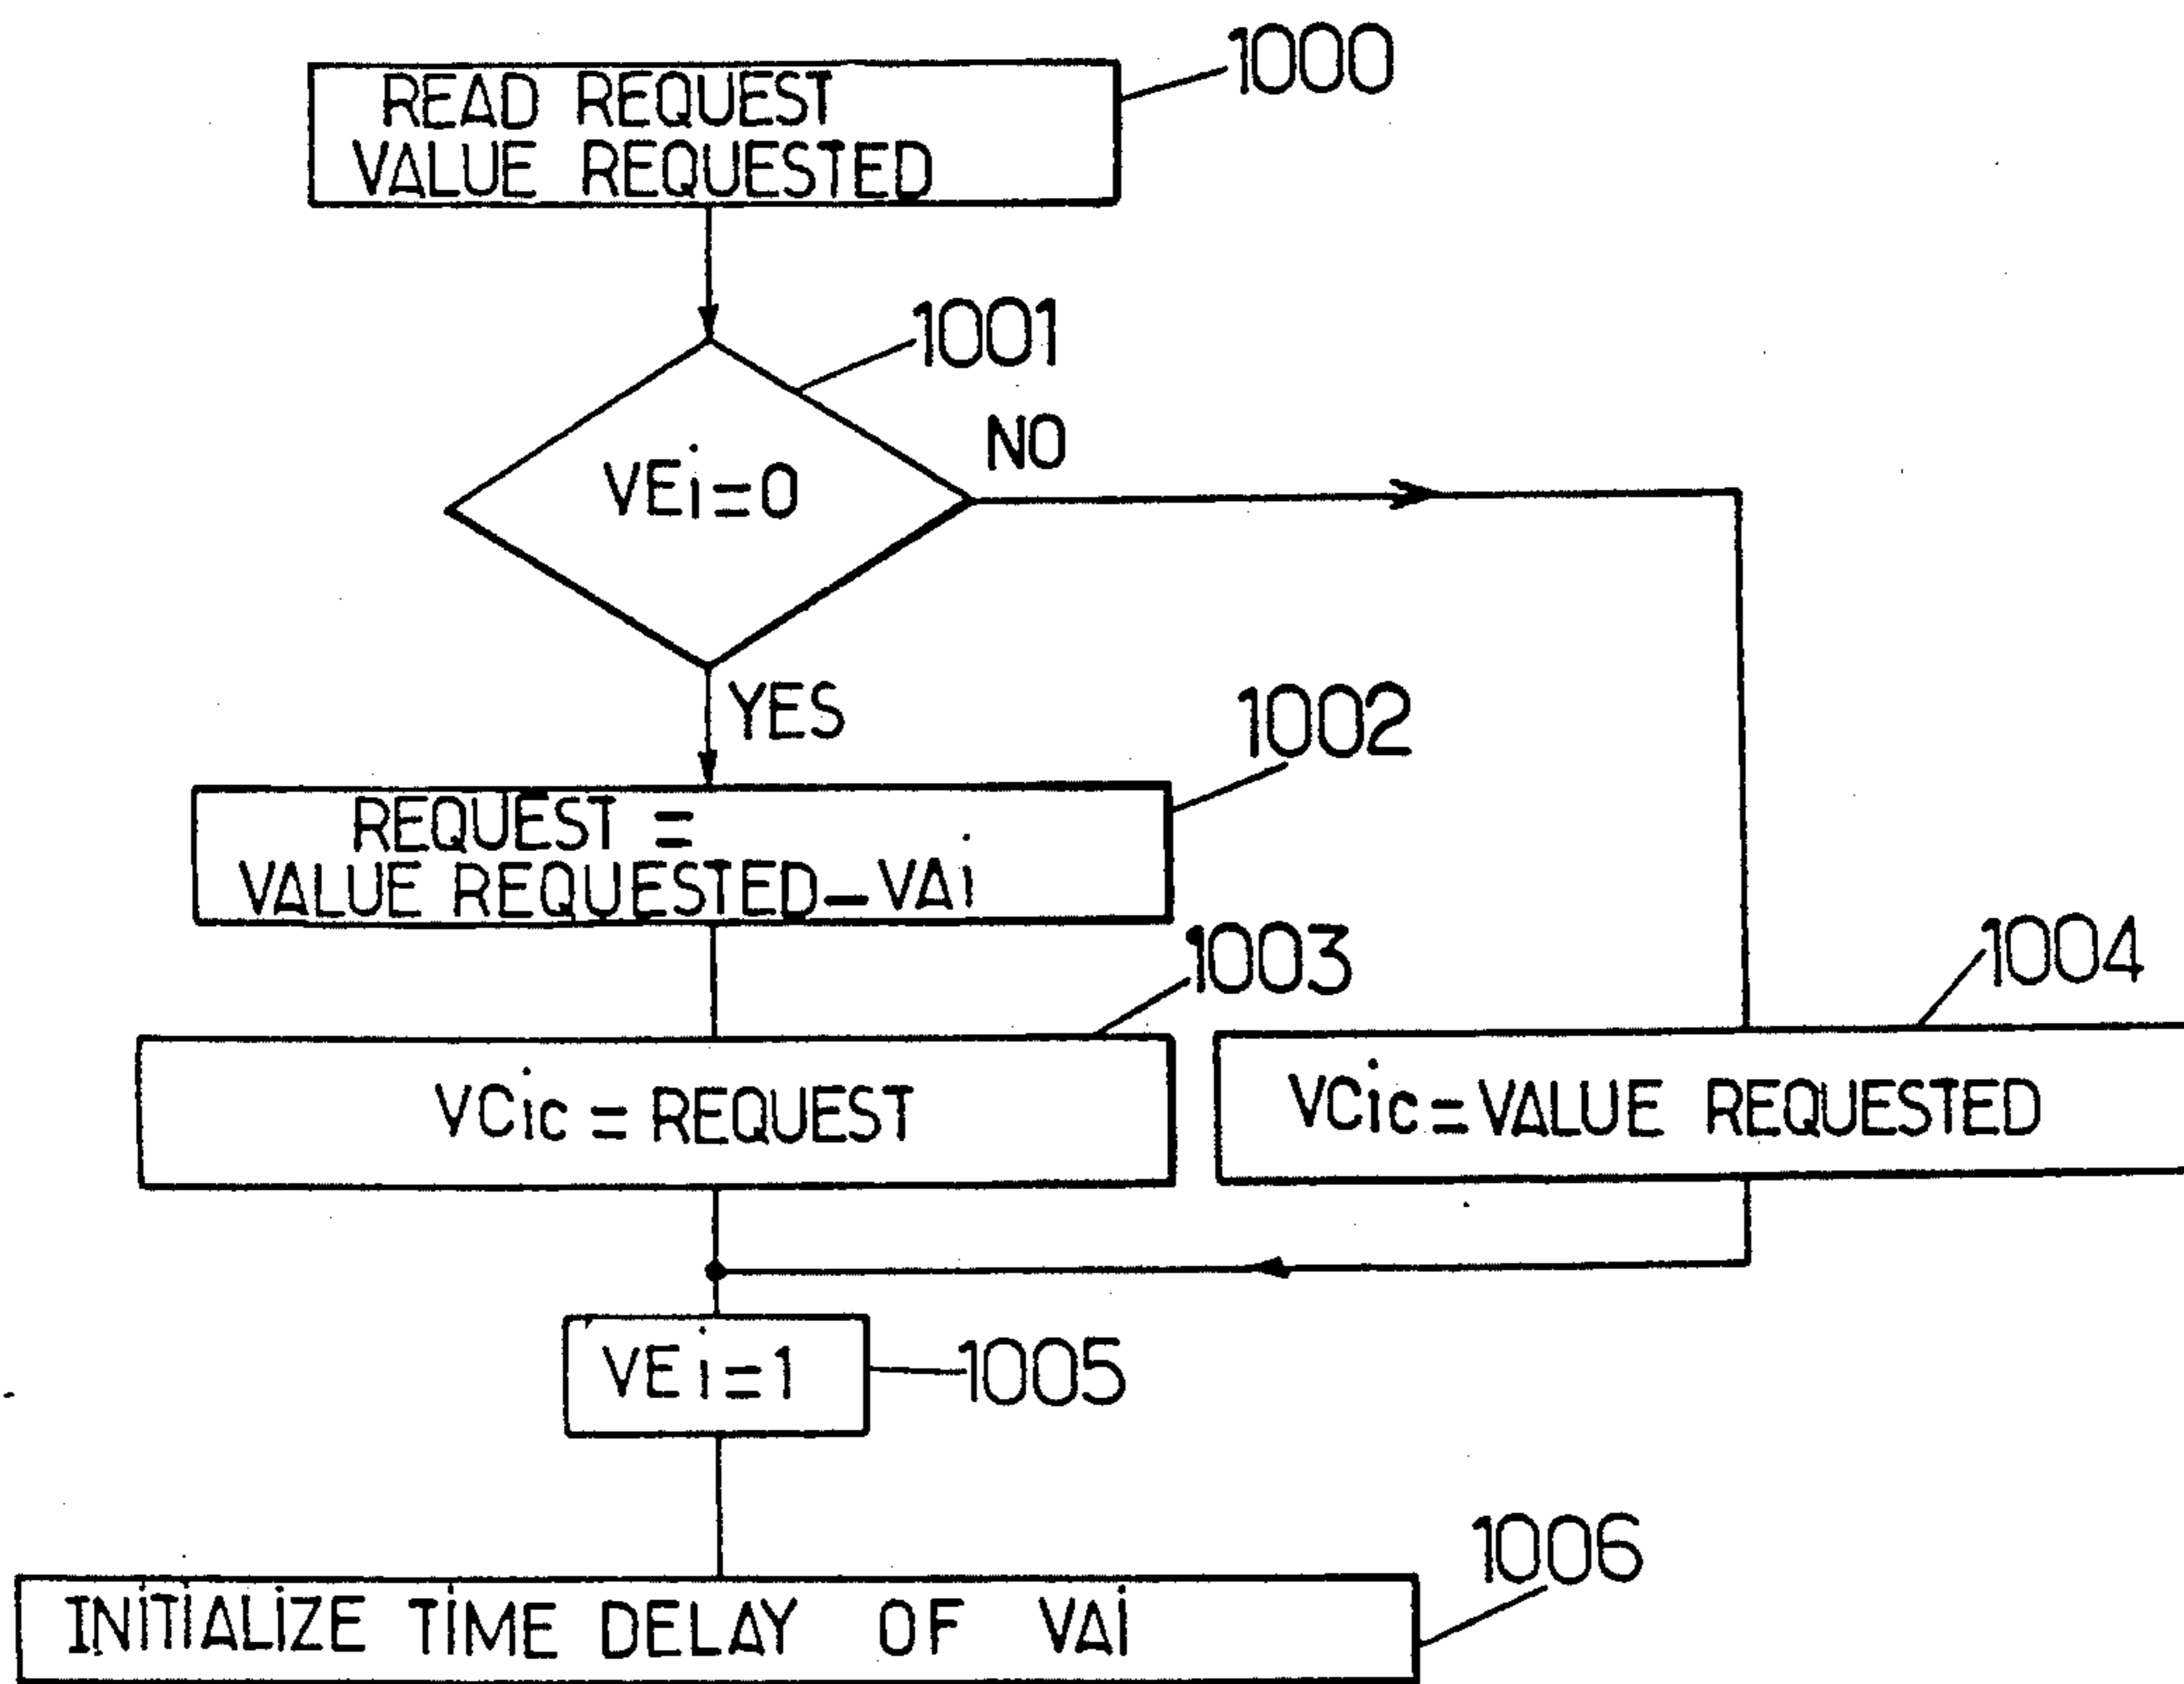 1000
READ REQUEST
VALUE REQUESTED
1001
NO
VEi=0
YES
1002
REQUEST =
VALUE REQUESTED-VAi
1003
1004
VCic = REQUEST
VCic=VALUE REQUESTED
VEi=1
1005
1006
INITIALIZE TIME DELAY OF VAi